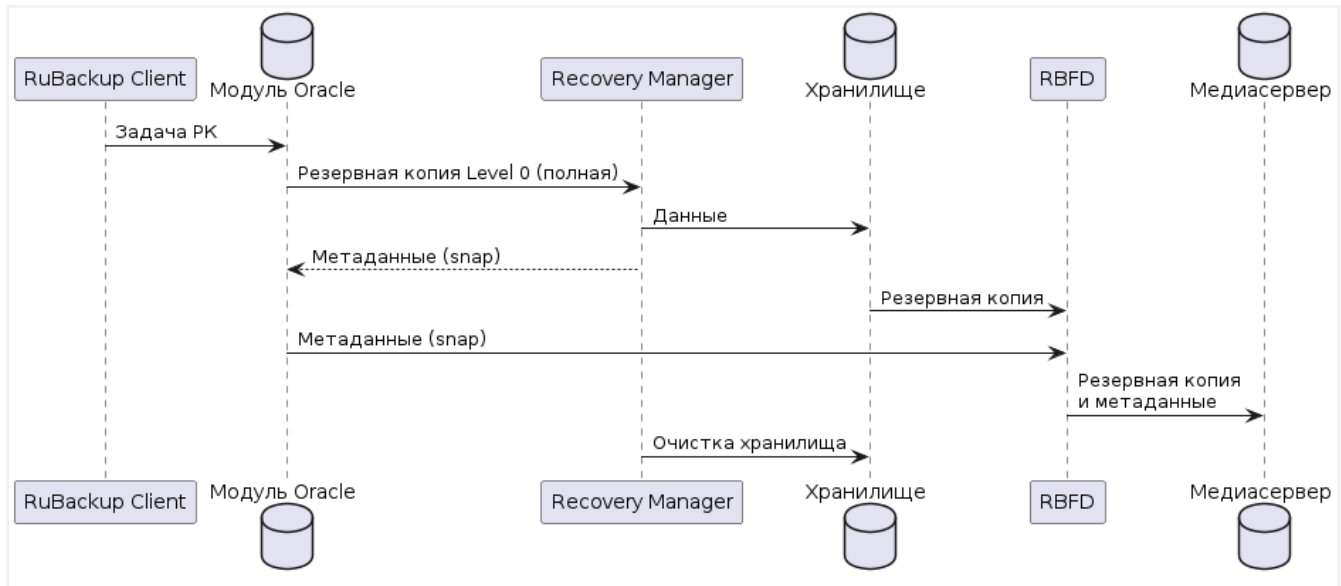 RuBackup Client
Модуль Oracle
Recovery Manager
Хранилище
RBFD
Медиасервер
Задача РК
Резервная копия Level 0 (полная)
Данные
Метаданные (snap)
Резервная копия
Метаданные (snap)
Резервная копия
и метаданные
Очистка хранилища
RuBackup Client
Модуль Oracle
Recovery Manager
Хранилище
RBFD
Медиасервер